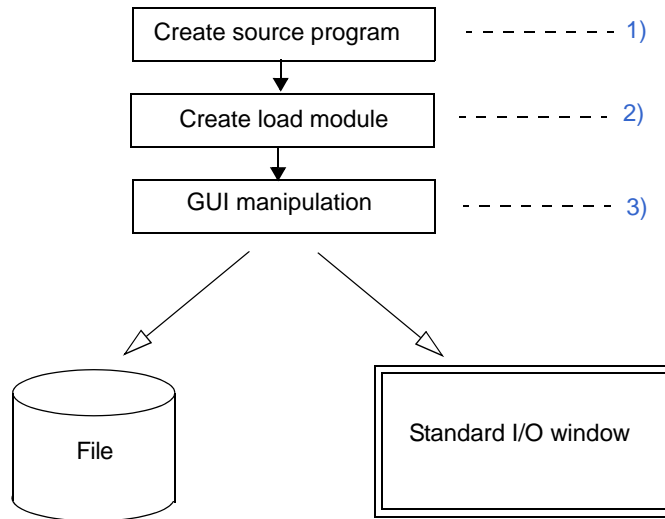 Create source program 1)
Create load module 2)
GUI manipulation 3)
File
Standard I/O window